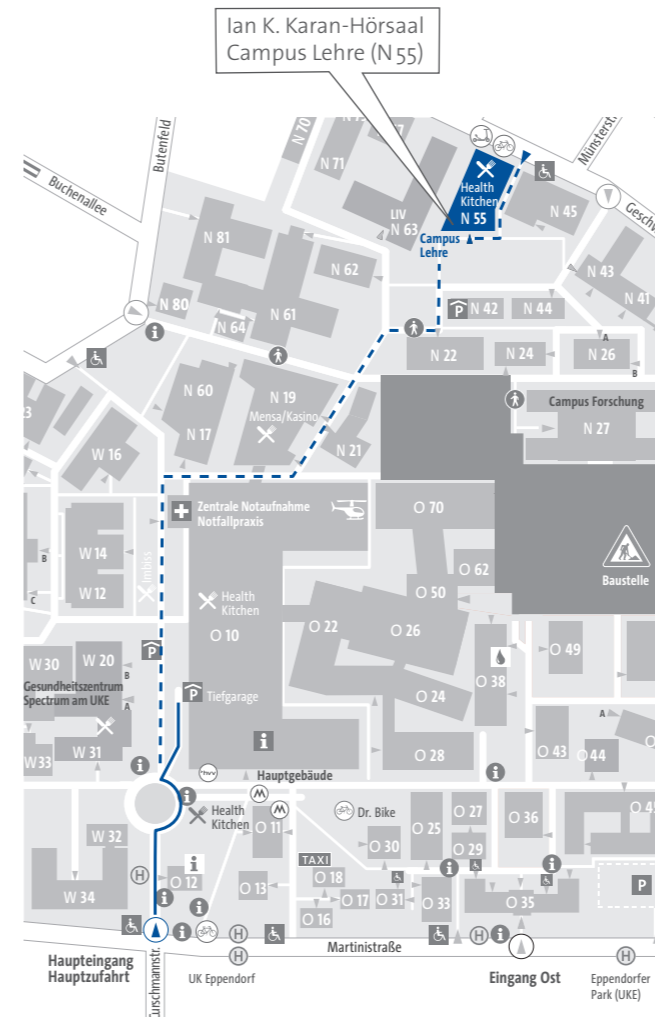 Ian K. Karan-Hörsaal
Campus Lehre (N 55)
N 70
N 71
Butenfeld
Buchenallee
Münsterstr.
Health
Kitchen
N 55
Campus
Lehre
LIV
N 63
N 45
N 81
N 62
N 43
N 41
N 80
N 61
N 64
P
N 42
N 44
N 22
N 24
N 26
A
B
N 60
N 19
Mensa/Kasino
N 17
N 21
Campus Forschung
N 27
W 16
Zentrale Notaufnahme
Notfallpraxis
O 70
O 62
O 50
W 14
B
W 12
C
Imbiss
Health
Kitchen
O 10
O 22
O 26
Baustelle
W 30
W 20
B
P
Gesundheitszentrum
Spectrum am UKE
A
P
Tiefgarage
O 24
O 38
O 49
W 33
W 31
O 28
O 43
A
O 44
Hauptgebäude
hvv
Health
Kitchen
Dr. Bike
O 11
O 25
O 27
O 29
O 36
O 30
W 32
W 34
H
O 12
O 13
TAXI
O 18
O 17
O 16
O 31
O 33
O 35
P
H
H
Martinistraße
H
H
Haupteingang
Hauptzufahrt
Curschmannstr.
UK Eppendorf
Eingang Ost
Eppendorfer
Park (UKE)